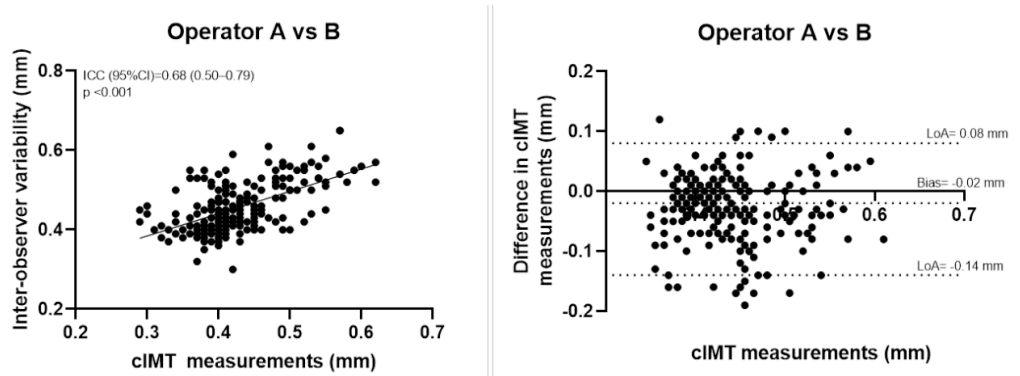 Operator A vs B
Inter-observer variability (mm)
0.8
0.6
0.4
0.2
ICC (95%CI)=0.68 (0.50–0.79)
p <0.001
0.2 0.3 0.4 0.5 0.6 0.7
cIMT measurements (mm)
Operator A vs B
Difference in cIMT
measurements (mm)
0.2
0.1
0.0
-0.1
-0.2
LoA= 0.08 mm
Bias= -0.02 mm
0.6 0.7
LoA= -0.14 mm
cIMT measurements (mm)